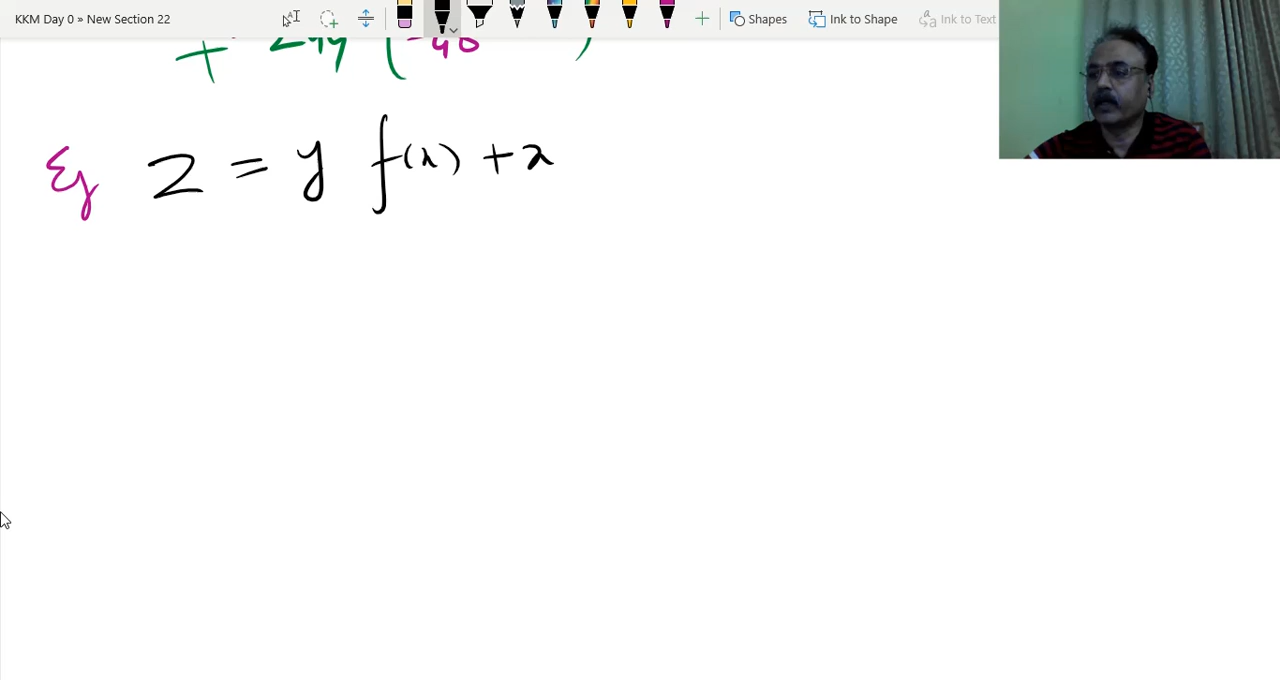 KKM Day 0 » New Section 22
Shapes
Ink to Shape
Ink to Text
Eg z = y f(x) + x